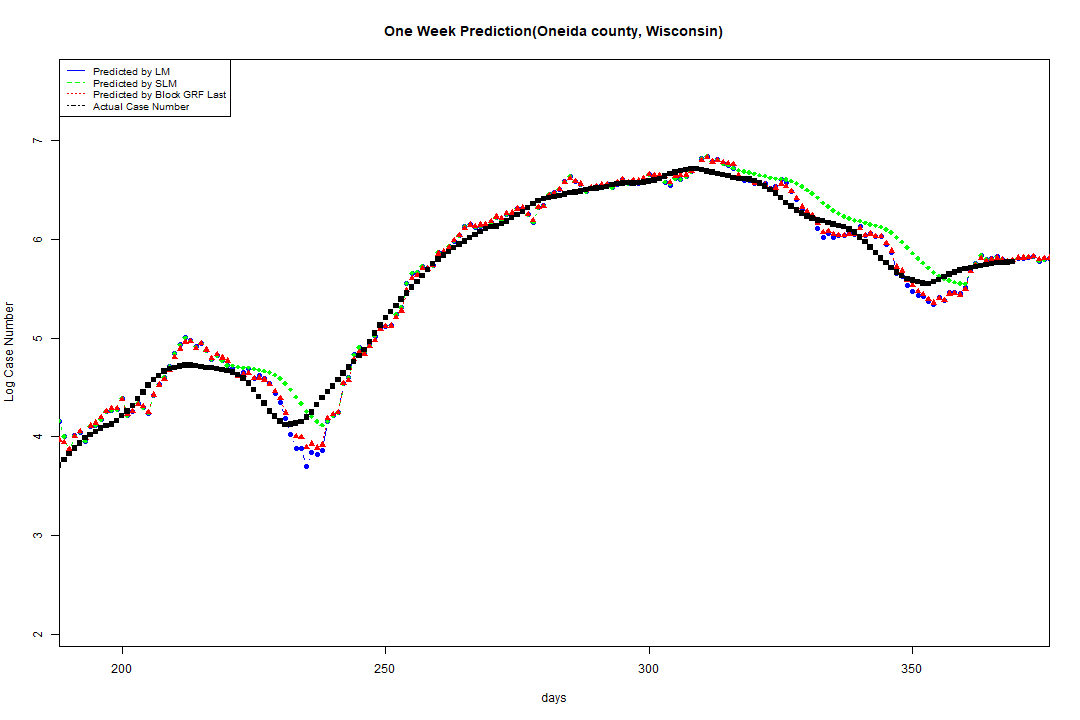 One Week Prediction(Oneida county, Wisconsin)
Predicted by LM
Predicted by SLM
Predicted by Block GRF Last
Actual Case Number
7
6
5
4
3
2
Log Case Number
200 250 300 350
days